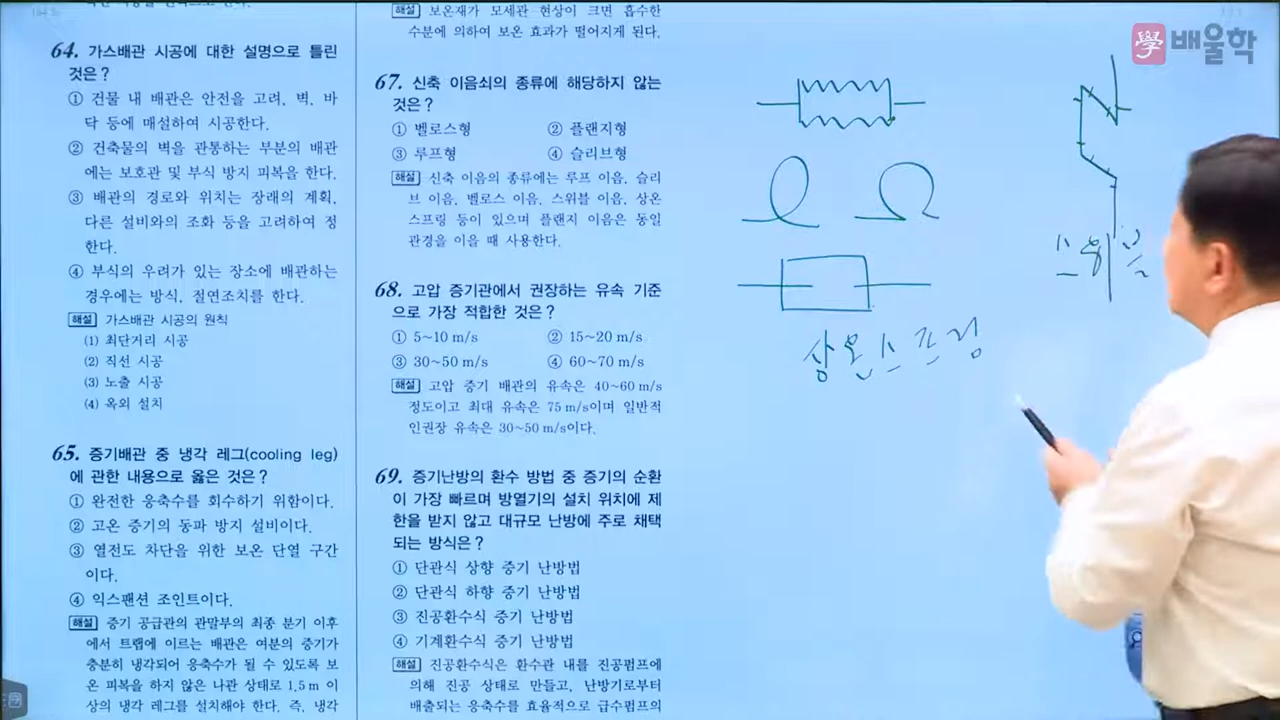 해설 보온재가 모세관 현상이 크면 흡수한
수분에 의하여 보온 효과가 떨어지게 된다.
64. 가스배관 시공에 대한 설명으로 틀린
것은?
① 건물 내 배관은 안전을 고려, 벽, 바
닥 등에 매설하여 시공한다.
② 건축물의 벽을 관통하는 부분의 배관
에는 보호관 및 부식 방지 피복을 한다.
③ 배관의 경로와 위치는 장래의 계획,
다른 설비와의 조화 등을 고려하여 정
한다.
④ 부식의 우려가 있는 장소에 배관하는
경우에는 방식, 절연조치를 한다.
해설 가스배관 시공의 원칙
(1) 최단거리 시공
(2) 직선 시공
(3) 노출 시공
(4) 옥외 설치
65. 증기배관 중 냉각 레그(cooling leg)
에 관한 내용으로 옳은 것은?
① 완전한 응축수를 회수하기 위함이다.
② 고온 증기의 동파 방지 설비이다.
③ 열전도 차단을 위한 보온 단열 구간
이다.
④ 익스팬션 조인트이다.
해설 증기 공급관의 관말부의 최종 분기 이후
에서 트랩에 이르는 배관은 여분의 증기가
충분히 냉각되어 응축수가 될 수 있도록 보
온 피복을 하지 않은 나관 상태로 1.5 m 이
상의 냉각 레그를 설치해야 한다. 즉, 냉각
67. 신축 이음쇠의 종류에 해당하지 않는
것은?
① 벨로스형 ② 플랜지형
③ 루프형 ④ 슬리브형
해설 신축 이음의 종류에는 루프 이음, 슬리
브 이음, 벨로스 이음, 스위블 이음, 상온
스프링 등이 있으며 플랜지 이음은 동일
관경을 이을 때 사용한다.
68. 고압 증기관에서 권장하는 유속 기준
으로 가장 적합한 것은?
① 5~10 m/s ② 15~20 m/s
③ 30~50 m/s ④ 60~70 m/s
해설 고압 증기 배관의 유속은 40~60 m/s
정도이고 최대 유속은 75 m/s이며 일반적
인권장 유속은 30~50 m/s이다.
69. 증기난방의 환수 방법 중 증기의 순환
이 가장 빠르며 방열기의 설치 위치에 제
한을 받지 않고 대규모 난방에 주로 채택
되는 방식은?
① 단관식 상향 증기 난방법
② 단관식 하향 증기 난방법
③ 진공환수식 증기 난방법
④ 기계환수식 증기 난방법
해설 진공환수식은 환수관 내를 진공펌프에
의해 진공 상태로 만들고, 난방기로부터
배출되는 응축수를 효율적으로 급수펌프의
學 배울학
스위블
상온스프링